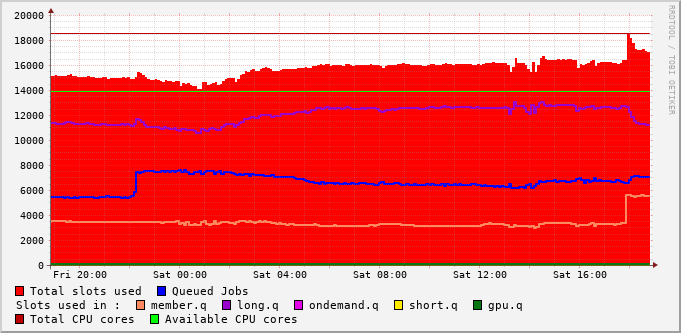 20000
18000
16000
14000
12000
10000
8000
6000
4000
2000
0
Fri 20:00 Sat 00:00 Sat 04:00 Sat 08:00 Sat 12:00 Sat 16:00
RRDTOOL / TOBI OETIKER
Total slots used Queued Jobs
Slots used in : member.q long.q ondemand.q short.q gpu.q
Total CPU cores Available CPU cores